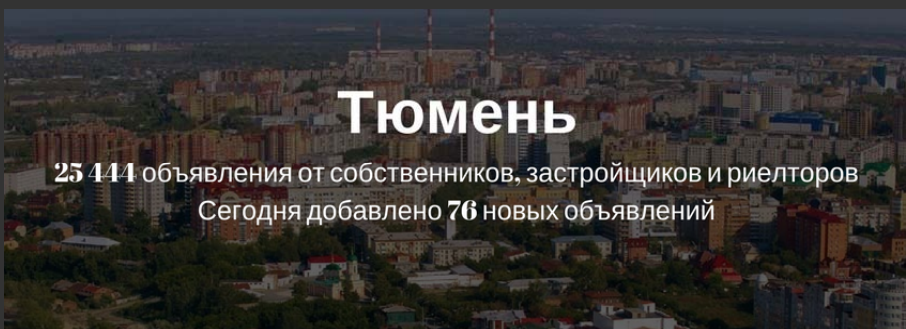 Тюмень
25 444 объявления от собственников, застройщиков и риелторов
Сегодня добавлено 76 новых объявлений